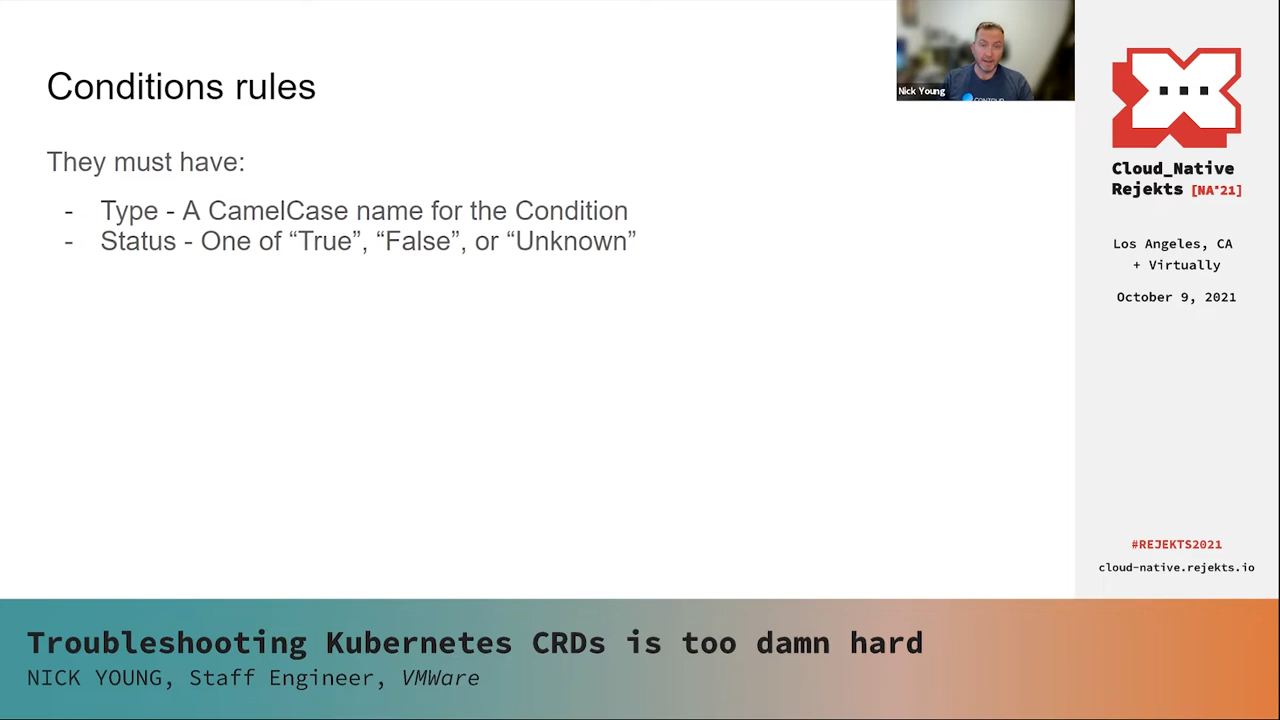 Conditions rules
They must have:
- Type - A CamelCase name for the Condition
- Status - One of “True”, “False”, or “Unknown”
Nick Young
CONTOUR
Cloud_Native
Rejekts [NA'21]
Los Angeles, CA
+ Virtually
October 9, 2021
#REJEKTS2021
cloud-native.rejekts.io
Troubleshooting Kubernetes CRDs is too damn hard
NICK YOUNG, Staff Engineer, VMWare